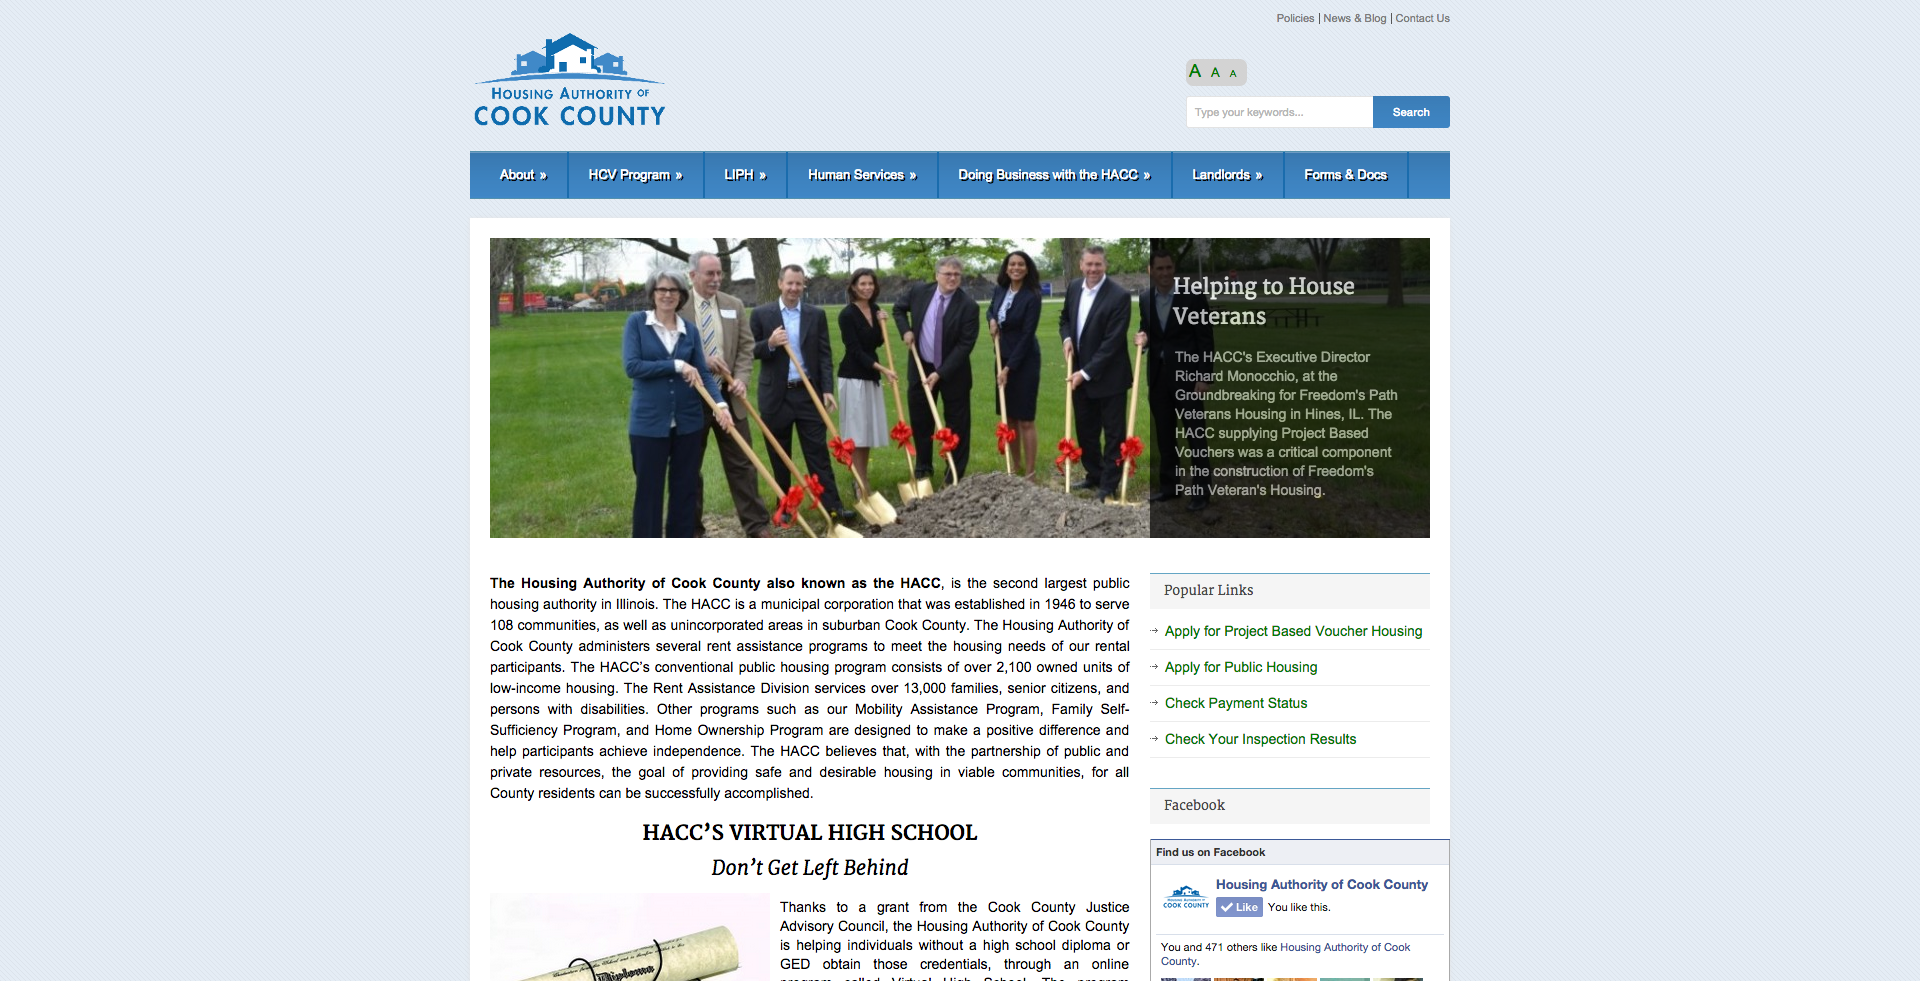 Policies | News & Blog | Contact Us
HOUSING AUTHORITY OF
COOK COUNTY
A A A
Type your keywords...
Search
About »
HCV Program »
LIPH »
Human Services »
Doing Business with the HACC »
Landlords »
Forms & Docs
Helping to House
Veterans
The HACC's Executive Director
Richard Monocchio, at the
Groundbreaking for Freedom's Path
Veterans Housing in Hines, IL. The
HACC supplying Project Based
Vouchers was a critical component
in the construction of Freedom's
Path Veteran's Housing.
The Housing Authority of Cook County also known as the HACC, is the second largest public
housing authority in Illinois. The HACC is a municipal corporation that was established in 1946 to serve
108 communities, as well as unincorporated areas in suburban Cook County. The Housing Authority of
Cook County administers several rent assistance programs to meet the housing needs of our rental
participants. The HACC's conventional public housing program consists of over 2,100 owned units of
low-income housing. The Rent Assistance Division services over 13,000 families, senior citizens, and
persons with disabilities. Other programs such as our Mobility Assistance Program, Family Self-
Sufficiency Program, and Home Ownership Program are designed to make a positive difference and
help participants achieve independence. The HACC believes that, with the partnership of public and
private resources, the goal of providing safe and desirable housing in viable communities, for all
County residents can be successfully accomplished.
HACC'S VIRTUAL HIGH SCHOOL
Don't Get Left Behind
Diploma
Thanks to a grant from the Cook County Justice
Advisory Council, the Housing Authority of Cook County
is helping individuals without a high school diploma or
GED obtain those credentials, through an online
program called Virtual High School. The program
Popular Links
Apply for Project Based Voucher Housing
Apply for Public Housing
Check Payment Status
Check Your Inspection Results
Facebook
Find us on Facebook
COOK COUNTY
Housing Authority of Cook County
Like
You like this.
You and 471 others like Housing Authority of Cook
County.